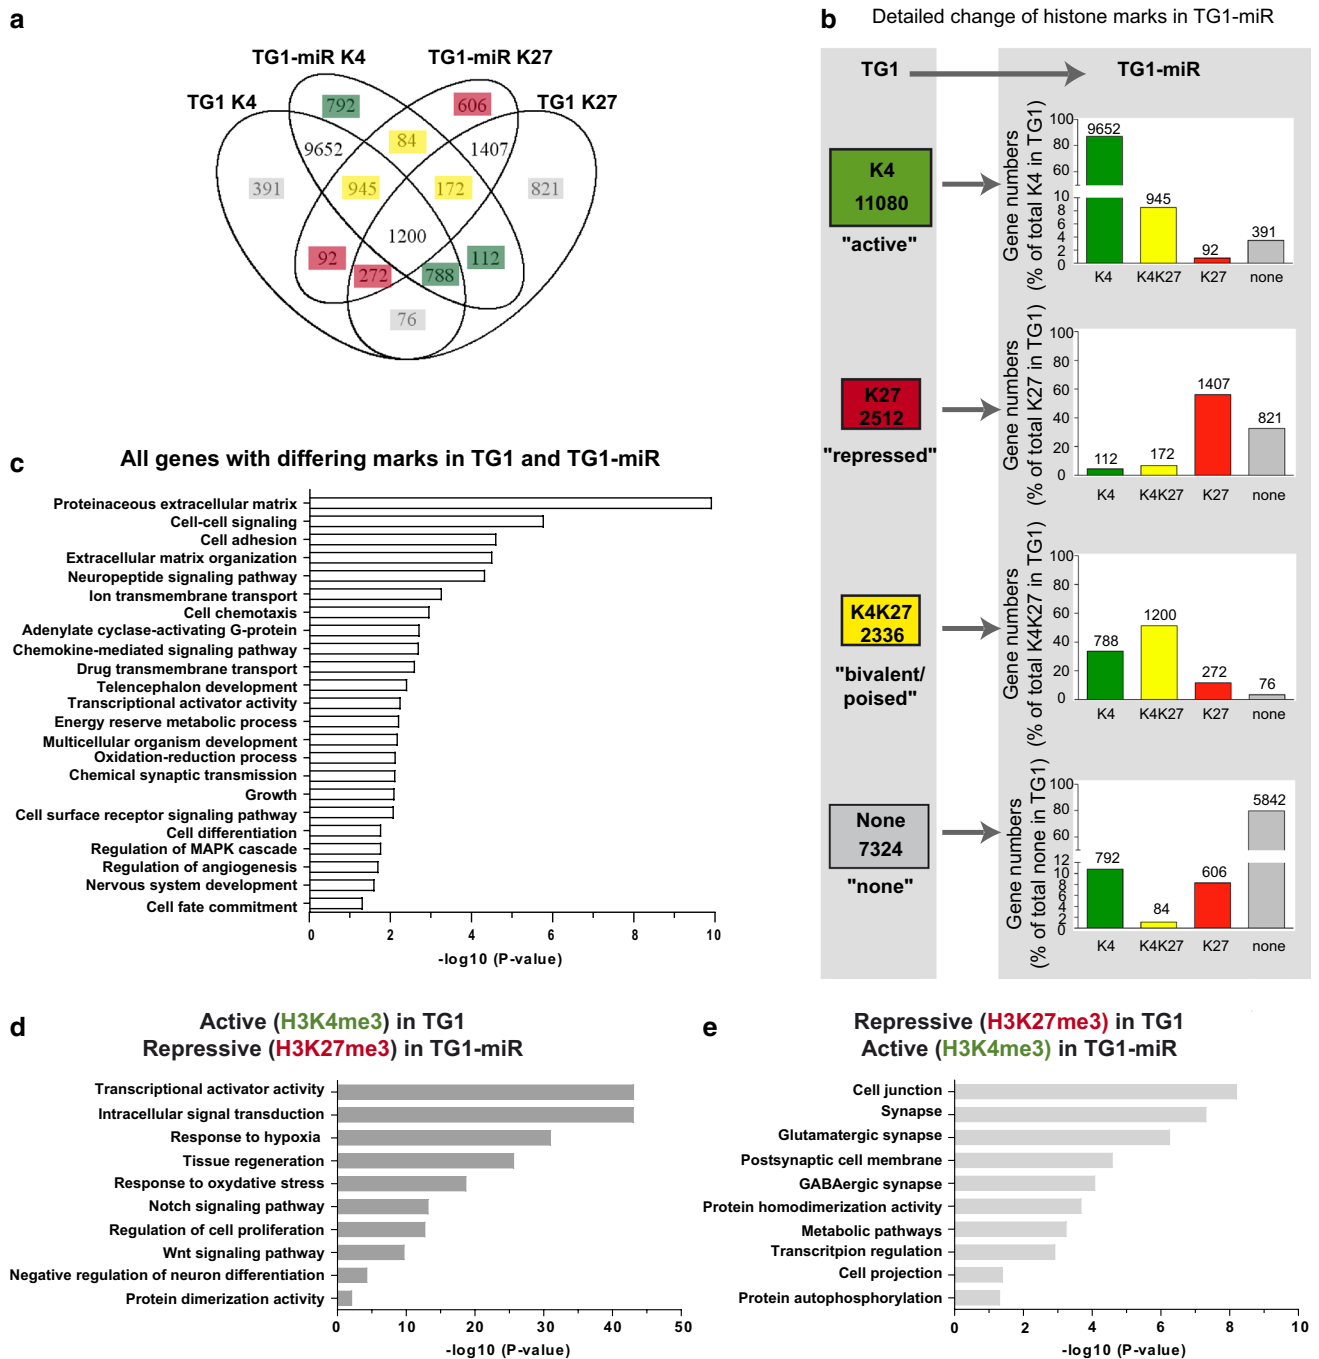 a
TG1-miR K4
TG1-miR K27
TG1 K4
TG1 K27
792
606
84
9652
1407
391
945
172
821
1200
92
272
788
112
76
b
Detailed change of histone marks in TG1-miR
TG1
TG1-miR
K4
11080
"active"
Gene numbers
(% of total K4 in TG1)
100
80
60
10
8
6
4
2
0
9652
945
92
391
K4
K4K27
K27
none
K27
2512
"repressed"
Gene numbers
(% of total K27 in TG1)
100
80
60
40
20
0
112
172
1407
821
K4
K4K27
K27
none
K4K27
2336
"bivalent/
poised"
Gene numbers
(% of total K4K27 in TG1)
100
80
60
40
20
0
788
1200
272
76
K4
K4K27
K27
none
None
7324
"none"
Gene numbers
(% of total none in TG1)
100
80
60
12
10
8
6
4
2
0
792
84
606
5842
K4
K4K27
K27
none
c
All genes with differing marks in TG1 and TG1-miR
Proteinaceous extracellular matrix
Cell-cell signaling
Cell adhesion
Extracellular matrix organization
Neuropeptide signaling pathway
Ion transmembrane transport
Cell chemotaxis
Adenylate cyclase-activating G-protein
Chemokine-mediated signaling pathway
Drug transmembrane transport
Telencephalon development
Transcriptional activator activity
Energy reserve metabolic process
Multicellular organism development
Oxidation-reduction process
Chemical synaptic transmission
Growth
Cell surface receptor signaling pathway
Cell differentiation
Regulation of MAPK cascade
Regulation of angiogenesis
Nervous system development
Cell fate commitment
0 2 4 6 8 10
-log10 (P-value)
d
Active (H3K4me3) in TG1
Repressive (H3K27me3) in TG1-miR
Transcriptional activator activity
Intracellular signal transduction
Response to hypoxia
Tissue regeneration
Response to oxydative stress
Notch signaling pathway
Regulation of cell proliferation
Wnt signaling pathway
Negative regulation of neuron differentiation
Protein dimerization activity
0 10 20 30 40 50
-log10 (P-value)
e
Repressive (H3K27me3) in TG1
Active (H3K4me3) in TG1-miR
Cell junction
Synapse
Glutamatergic synapse
Postsynaptic cell membrane
GABAergic synapse
Protein homodimerization activity
Metabolic pathways
Transcritpion regulation
Cell projection
Protein autophosphorylation
0 2 4 6 8 10
-log10 (P-value)